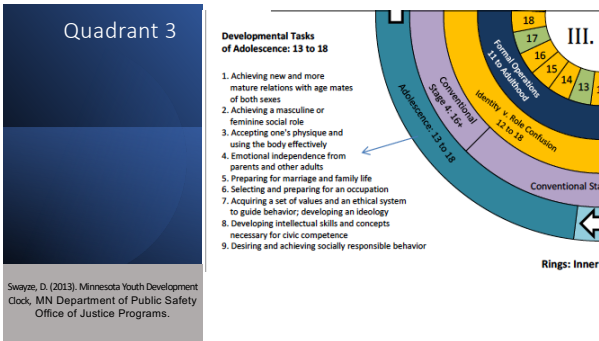 Quadrant 3
Swayze, D. (2013). Minnesota Youth Development
Clock, MN Department of Public Safety
Office of Justice Programs.
Developmental Tasks
of Adolescence: 13 to 18
1. Achieving new and more
mature relations with age mates
of both sexes
2. Achieving a masculine or
feminine social role
3. Accepting one's physique and
using the body effectively
4. Emotional independence from
parents and other adults
5. Preparing for marriage and family life
6. Selecting and preparing for an occupation
7. Acquiring a set of values and an ethical system
to guide behavior; developing an ideology
8. Developing intellectual skills and concepts
necessary for civic competence
9. Desiring and achieving socially responsible behavior
III.
18
17
16
15
14
13
Formal Operations
11 to Adulthood
Identity v. Role Confusion
12 to 18
Conventional
Stage 4: 16+
Conventional Sta
Adolescence: 13 to 18
Rings: Inner